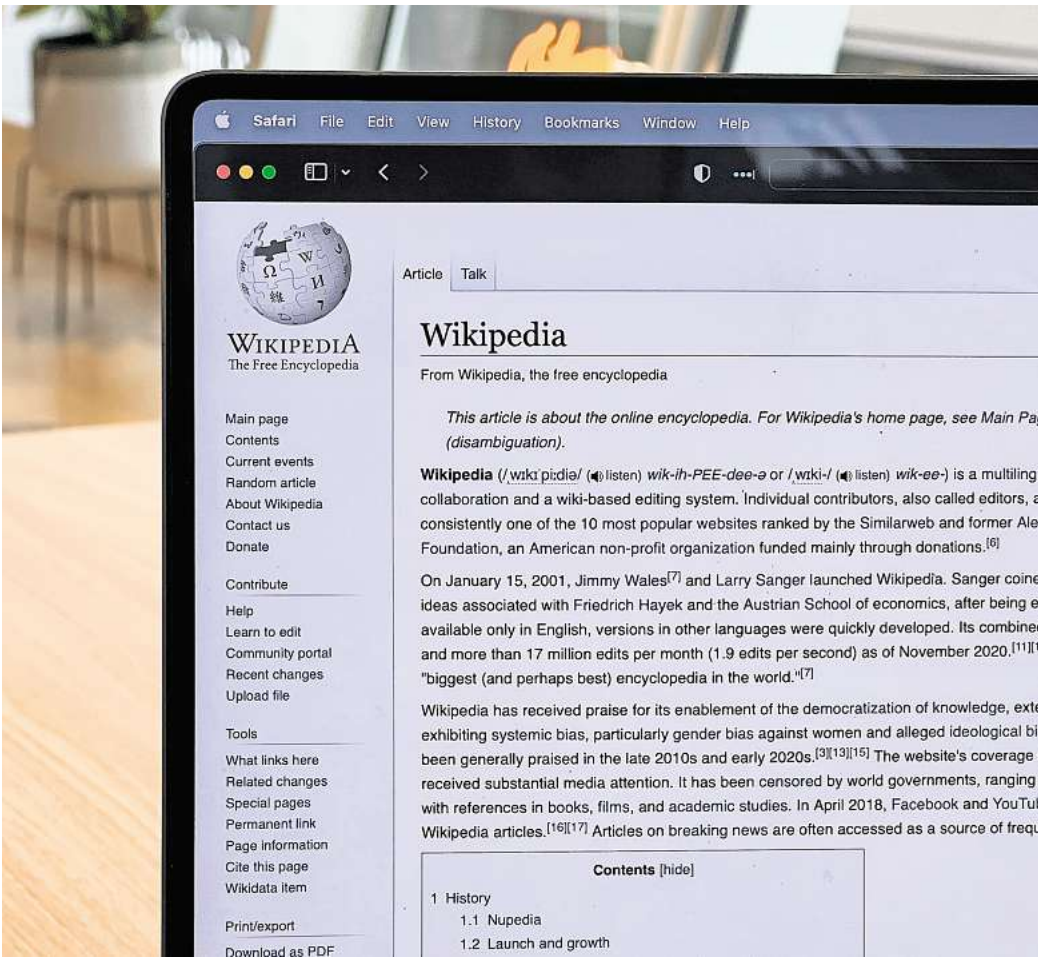 Safari File Edit View History Bookmarks Window Help
WIKIPEDIA
The Free Encyclopedia
Main page
Contents
Current events
Random article
About Wikipedia
Contact us
Donate
Contribute
Help
Learn to edit
Community portal
Recent changes
Upload file
Tools
What links here
Related changes
Special pages
Permanent link
Page information
Cite this page
Wikidata item
Print/export
Download as PDF
Article Talk
Wikipedia
From Wikipedia, the free encyclopedia
This article is about the online encyclopedia. For Wikipedia's home page, see Main Pa
(disambiguation).
Wikipedia (/ˌwɪkɪˈpiːdiə/ (listen) wik-ih-PEE-dee-ə or /ˌwɪki-/ (listen) wik-ee-) is a multiling
collaboration and a wiki-based editing system. Individual contributors, also called editors, a
consistently one of the 10 most popular websites ranked by the Similarweb and former Ale
Foundation, an American non-profit organization funded mainly through donations.[6]
On January 15, 2001, Jimmy Wales[7] and Larry Sanger launched Wikipedia. Sanger coine
ideas associated with Friedrich Hayek and the Austrian School of economics, after being e
available only in English, versions in other languages were quickly developed. Its combine
and more than 17 million edits per month (1.9 edits per second) as of November 2020.[11][1
"biggest (and perhaps best) encyclopedia in the world."[7]
Wikipedia has received praise for its enablement of the democratization of knowledge, exte
exhibiting systemic bias, particularly gender bias against women and alleged ideological bi
been generally praised in the late 2010s and early 2020s.[3][13][15] The website's coverage
received substantial media attention. It has been censored by world governments, ranging
with references in books, films, and academic studies. In April 2018, Facebook and YouTub
Wikipedia articles.[16][17] Articles on breaking news are often accessed as a source of frequ
Contents [hide]
1 History
1.1 Nupedia
1.2 Launch and growth